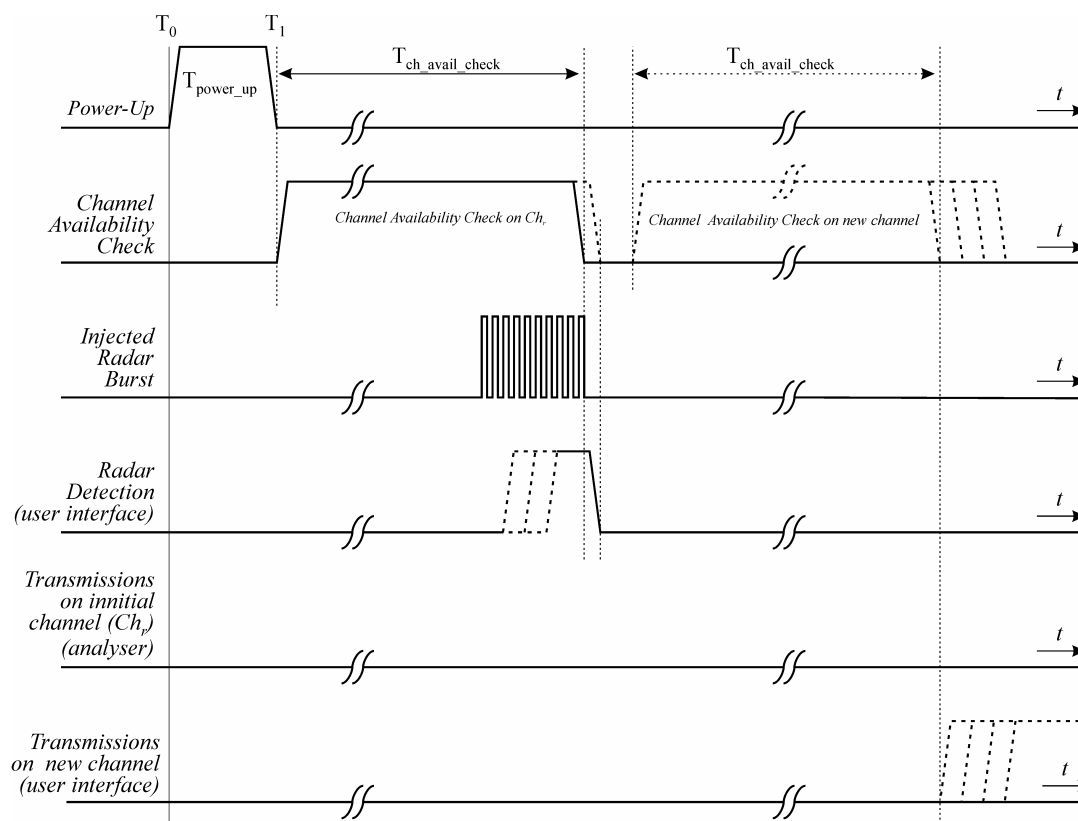 T0 T1
Tch_avail_check Tch_avail_check
Tpower_up
Power-Up
t
Channel
Availability
Check
Channel Availability Check on Chr
Channel Availability Check on new channel
t
Injected
Radar
Burst
t
Radar
Detection
(user interface)
t
Transmissions
on innitial
channel (Chr)
(analyser)
t
Transmissions
on new channel
(user interface)
t